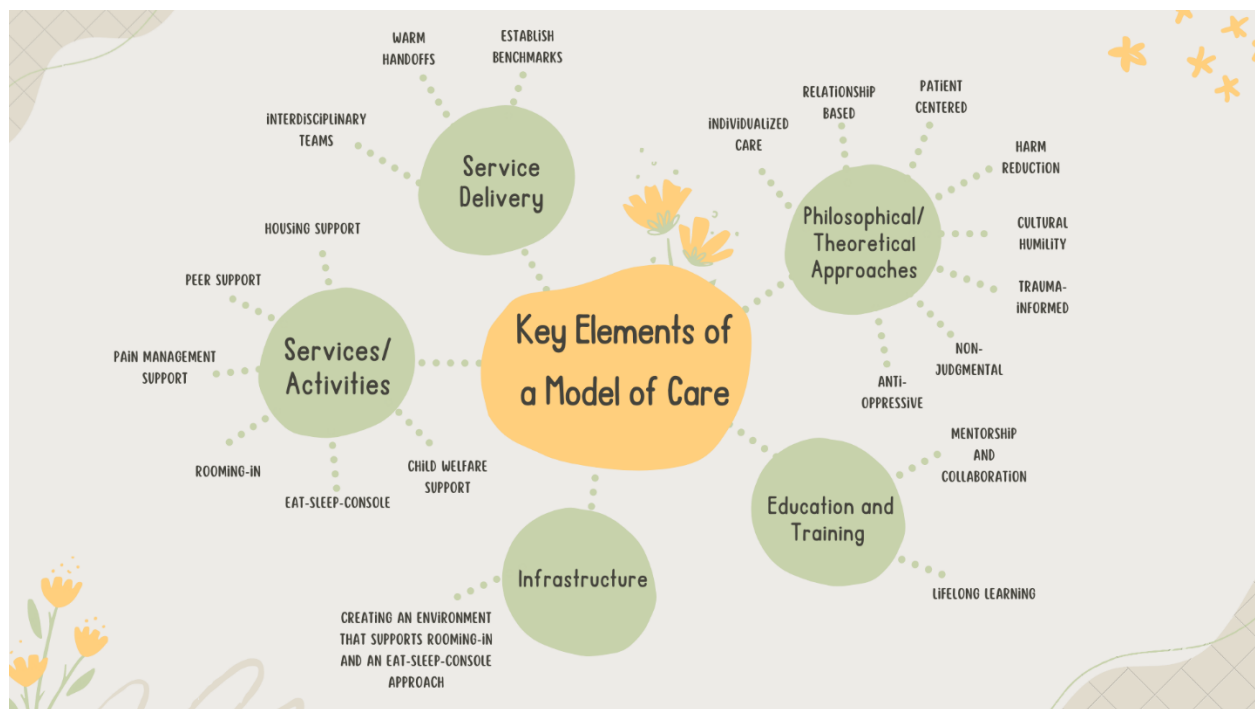 WARM
HANDOFFS
ESTABLISH
BENCHMARKS
INTERDISCIPLINARY
TEAMS
Service
Delivery
RELATIONSHIP
BASED
PATIENT
CENTERED
INDIVIDUALIZED
CARE
HARM
REDUCTION
Philosophical/
Theoretical
Approaches
CULTURAL
HUMILITY
TRAUMA-
INFORMED
NON-
JUDGMENTAL
ANTI-
OPPRESSIVE
HOUSING SUPPORT
PEER SUPPORT
PAIN MANAGEMENT
SUPPORT
Services/
Activities
ROOMING-IN
EAT-SLEEP-CONSOLE
CHILD WELFARE
SUPPORT
Key Elements of
a Model of Care
MENTORSHIP
AND
COLLABORATION
Education and
Training
LIFELONG LEARNING
Infrastructure
CREATING AN ENVIRONMENT
THAT SUPPORTS ROOMING-IN
AND AN EAT-SLEEP-CONSOLE
APPROACH